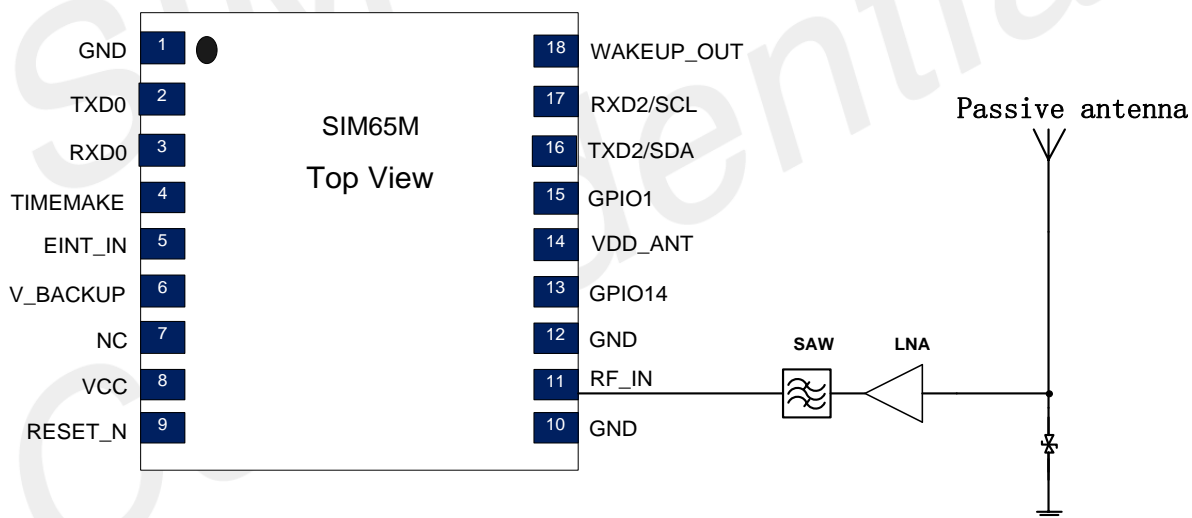 GND 1
TXD0 2
RXD0 3
TIMEMAKE 4
EINT_IN 5
V_BACKUP 6
NC 7
VCC 8
RESET_N 9
SIM65M
Top View
18 WAKEUP_OUT
17 RXD2/SCL
16 TXD2/SDA
15 GPIO1
14 VDD_ANT
13 GPIO14
12 GND
11 RF_IN
10 GND
SAW
LNA
Passive antenna